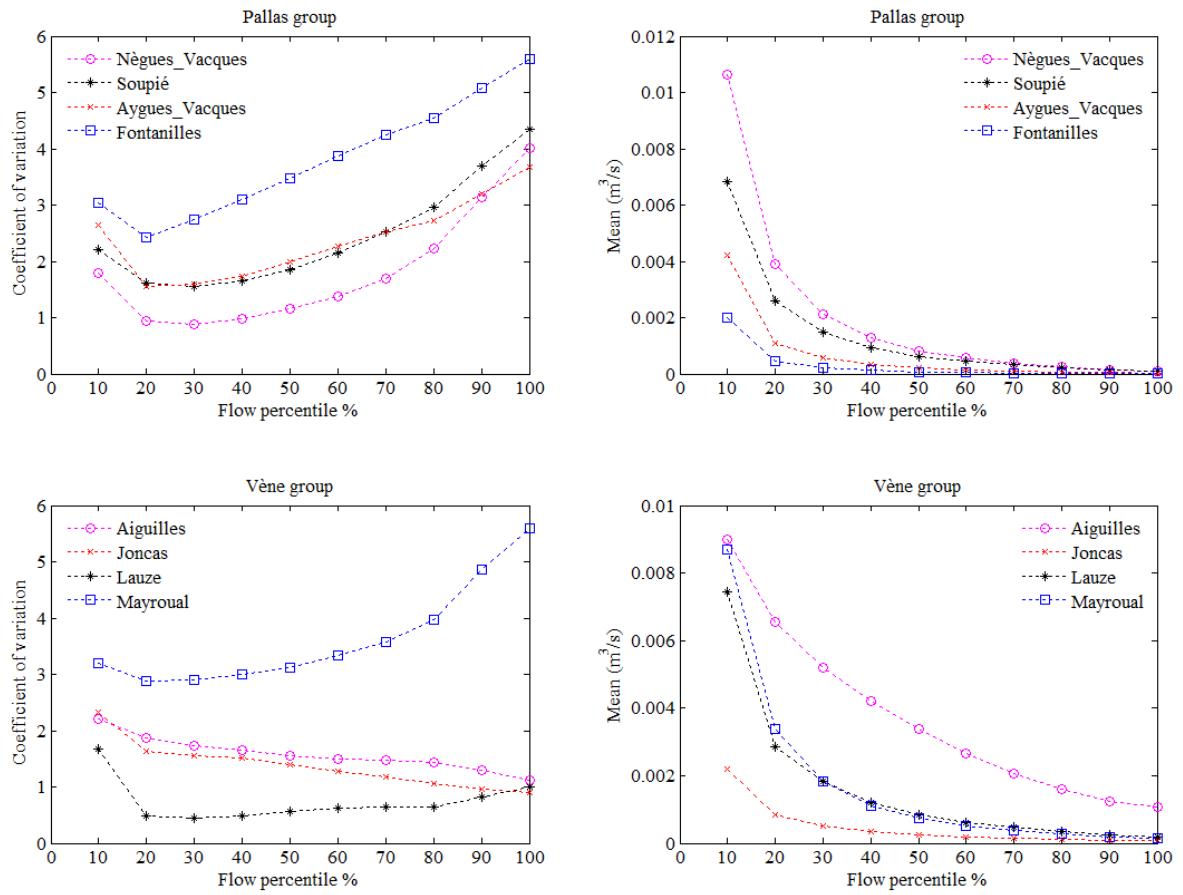 Pallas group
6
5
4
3
2
1
0
Coefficient of variation
Nègues_Vacques
Soupié
Aygues_Vacques
Fontanilles
0 10 20 30 40 50 60 70 80 90 100
Flow percentile %
Pallas group
0.012
0.01
0.008
0.006
0.004
0.002
0
Mean (m³/s)
Nègues_Vacques
Soupié
Aygues_Vacques
Fontanilles
0 10 20 30 40 50 60 70 80 90 100
Flow percentile %
Vène group
6
5
4
3
2
1
0
Coefficient of variation
Aiguilles
Joncas
Lauze
Mayroual
0 10 20 30 40 50 60 70 80 90 100
Flow percentile %
Vène group
0.01
0.008
0.006
0.004
0.002
0
Mean (m³/s)
Aiguilles
Joncas
Lauze
Mayroual
0 10 20 30 40 50 60 70 80 90 100
Flow percentile %